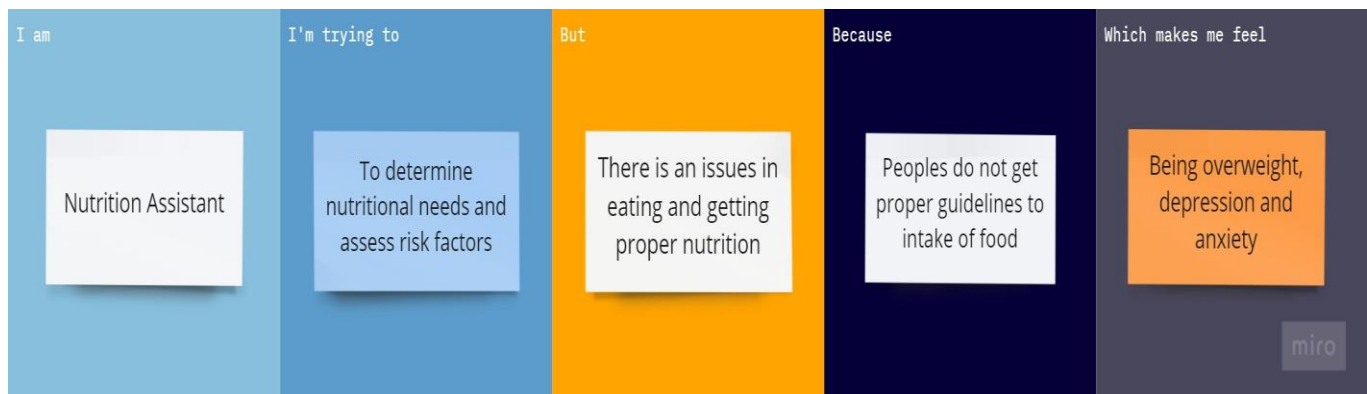 I am
Nutrition Assistant
I'm trying to
To determine
nutritional needs and
assess risk factors
But
There is an issues in
eating and getting
proper nutrition
Because
Peoples do not get
proper guidelines to
intake of food
Which makes me feel
Being overweight,
depression and
anxiety
miro